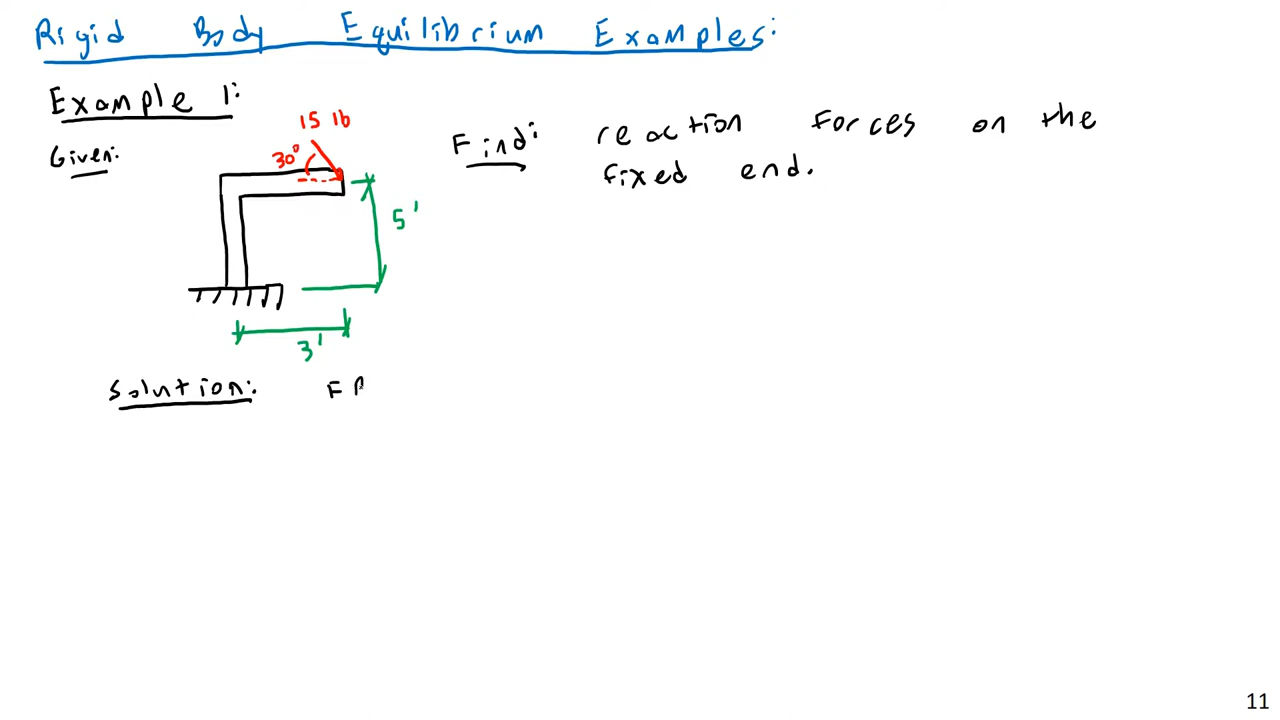 Rigid Body Equilibrium Examples:
Example 1:
Given:
15 lb
30°
5'
3'
Find: reaction forces on the
fixed end.
Solution: F
11